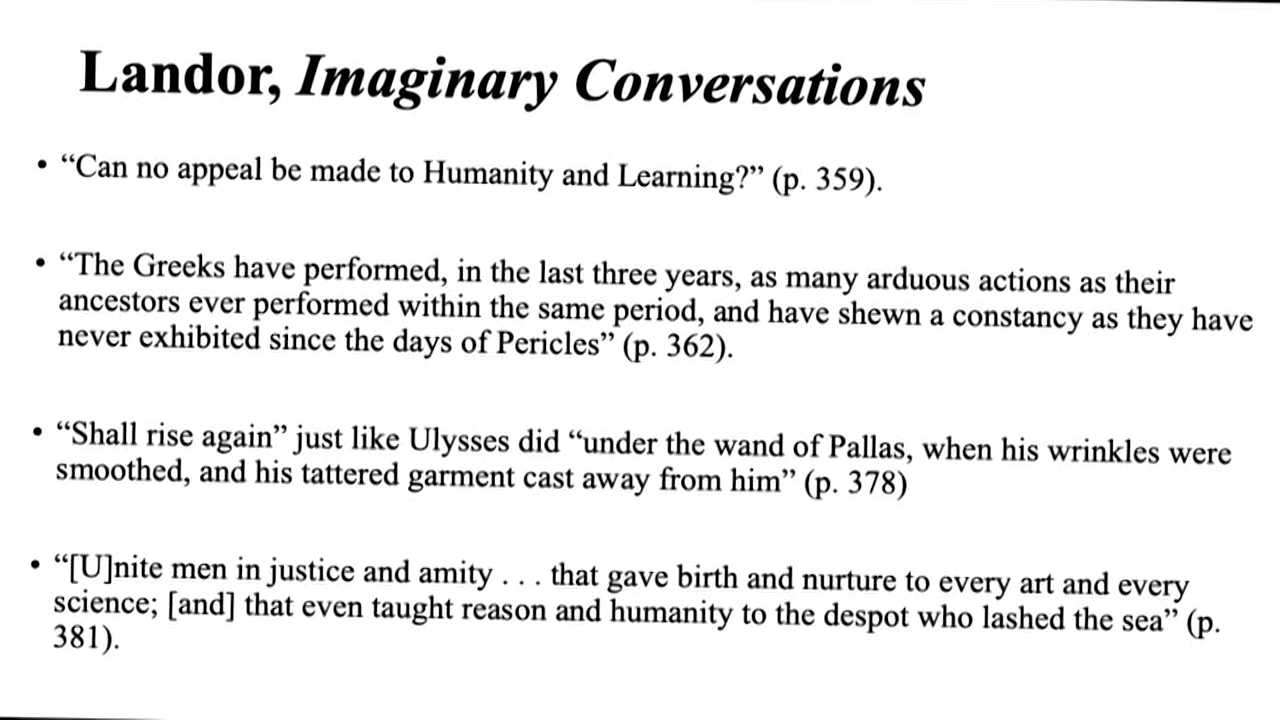 Landor, Imaginary Conversations
• “Can no appeal be made to Humanity and Learning?” (p. 359).
• “The Greeks have performed, in the last three years, as many arduous actions as their
ancestors ever performed within the same period, and have shewn a constancy as they have
never exhibited since the days of Pericles” (p. 362).
• “Shall rise again” just like Ulysses did “under the wand of Pallas, when his wrinkles were
smoothed, and his tattered garment cast away from him” (p. 378)
• “[U]nite men in justice and amity . . . that gave birth and nurture to every art and every
science; [and] that even taught reason and humanity to the despot who lashed the sea” (p.
381).